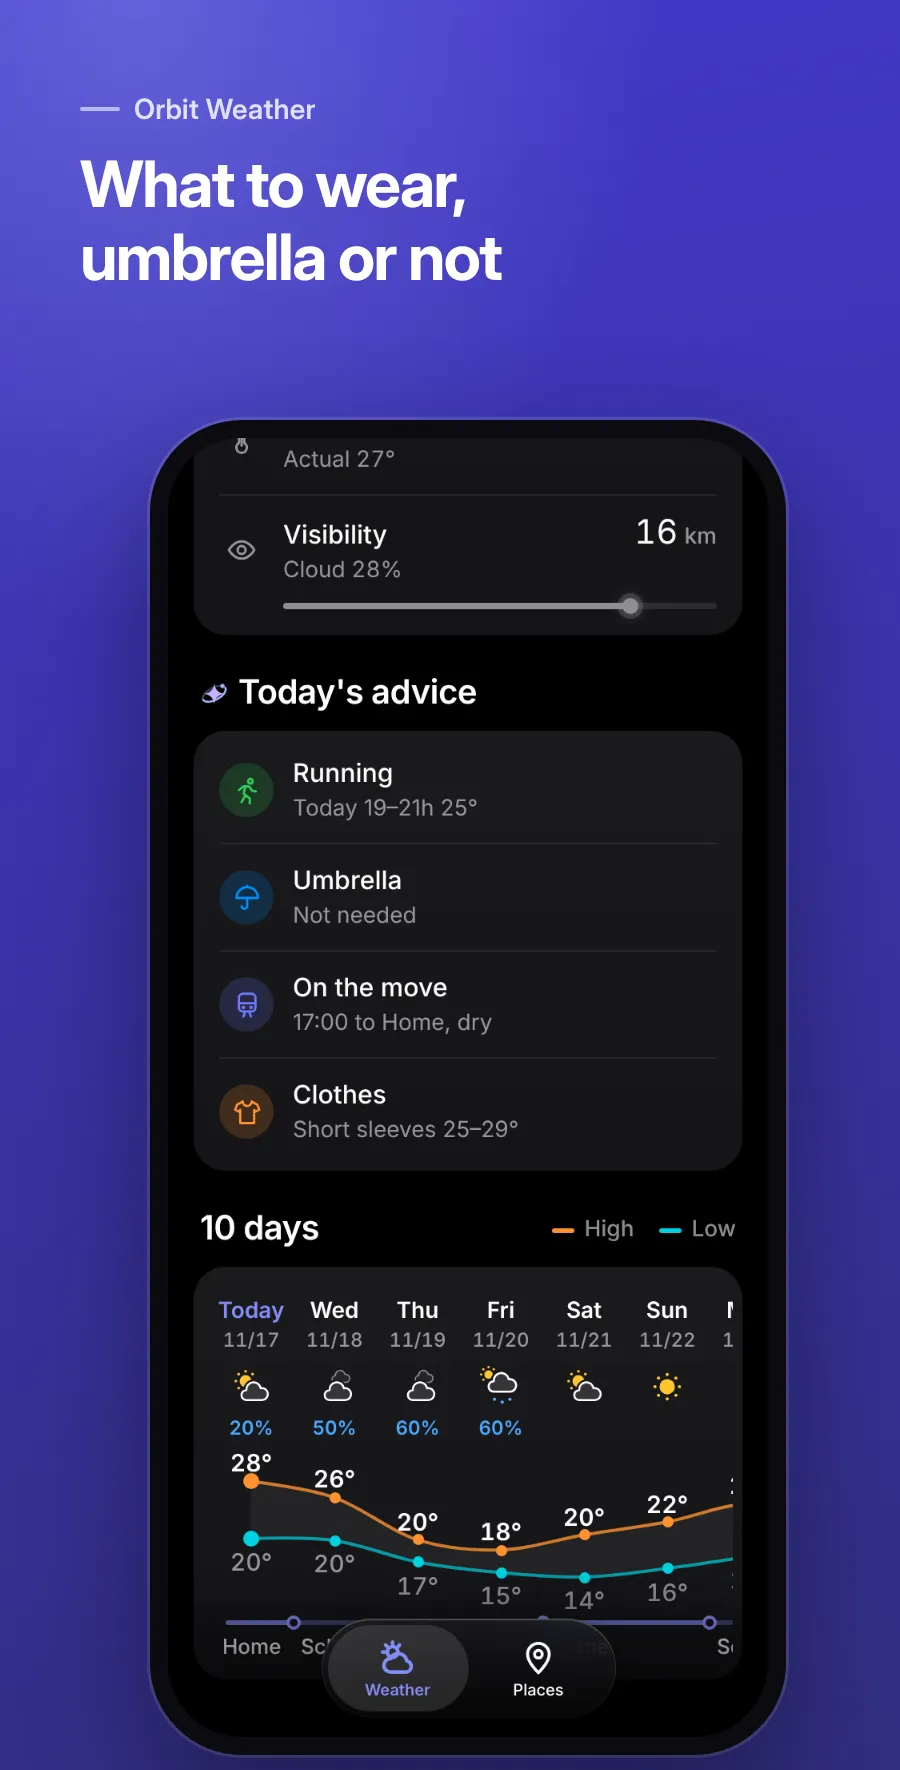 Orbit Weather
What to wear,
umbrella or not
Actual 27°
Visibility
16 km
Cloud 28%
Today's advice
Running
Today 19–21h 25°
Umbrella
Not needed
On the move
17:00 to Home, dry
Clothes
Short sleeves 25–29°
10 days
High Low
Today Wed Thu Fri Sat Sun
11/17 11/18 11/19 11/20 11/21 11/22
20% 50% 60% 60%
28° 26° 20° 18° 20° 22°
20° 20° 17° 15° 14° 16°
Home
Weather Places